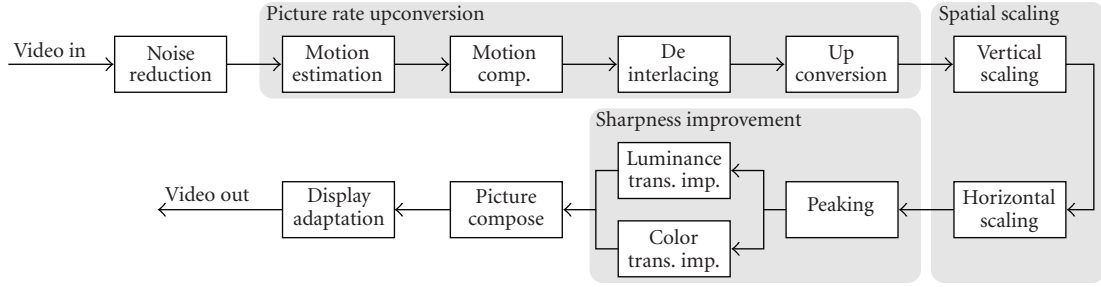 Picture rate upconversion
Spatial scaling
Video in
Noise
reduction
Motion
estimation
Motion
comp.
De
interlacing
Up
conversion
Vertical
scaling
Sharpness improvement
Luminance
trans. imp.
Video out
Display
adaptation
Picture
compose
Peaking
Horizontal
scaling
Color
trans. imp.